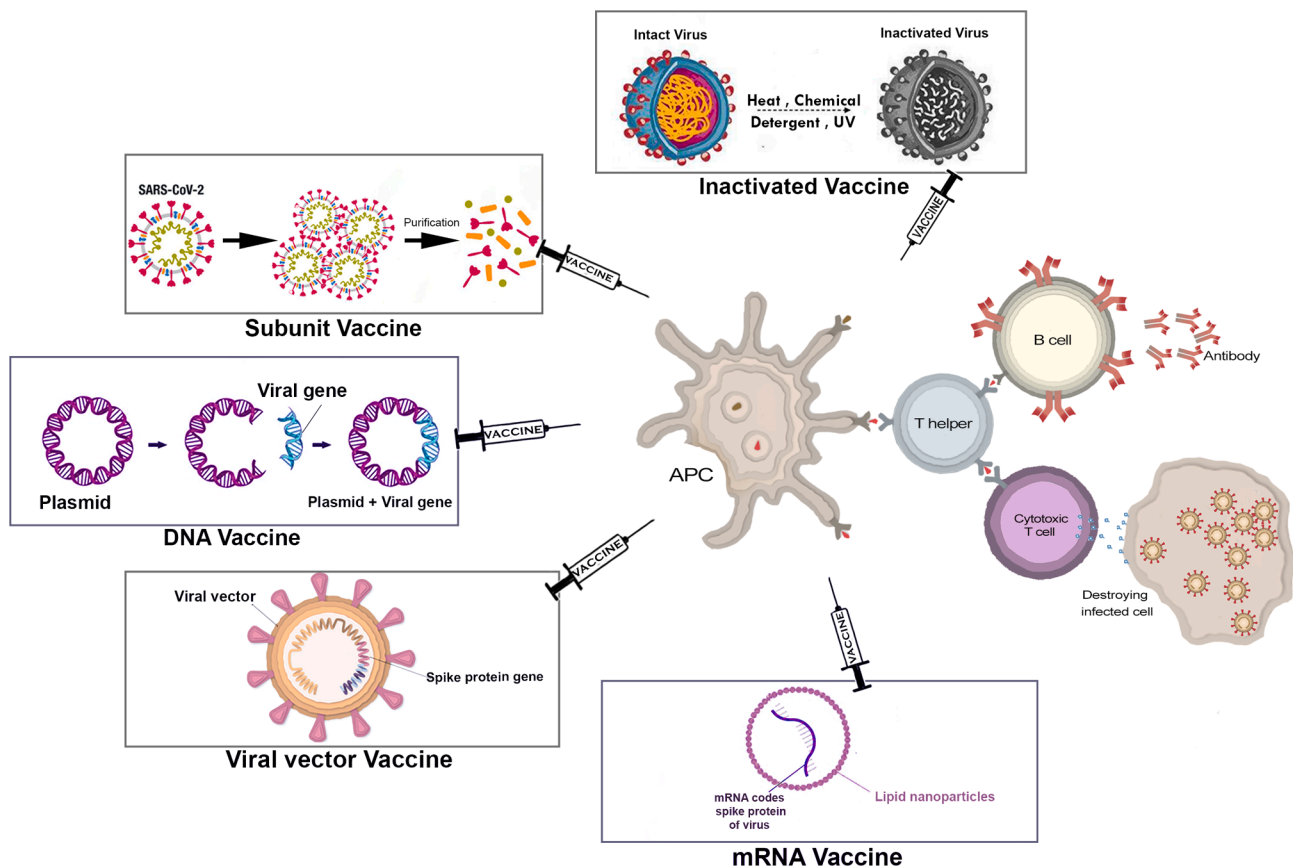 Intact Virus
Inactivated Virus
Heat , Chemical
Detergent , UV
Inactivated Vaccine
VACCINE
SARS-CoV-2
Purification
VACCINE
Subunit Vaccine
Viral gene
Plasmid
Plasmid + Viral gene
VACCINE
DNA Vaccine
Viral vector
Spike protein gene
VACCINE
Viral vector Vaccine
APC
T helper
B cell
Antibody
Cytotoxic
T cell
Destroying
infected cell
VACCINE
mRNA codes
spike protein
of virus
Lipid nanoparticles
mRNA Vaccine